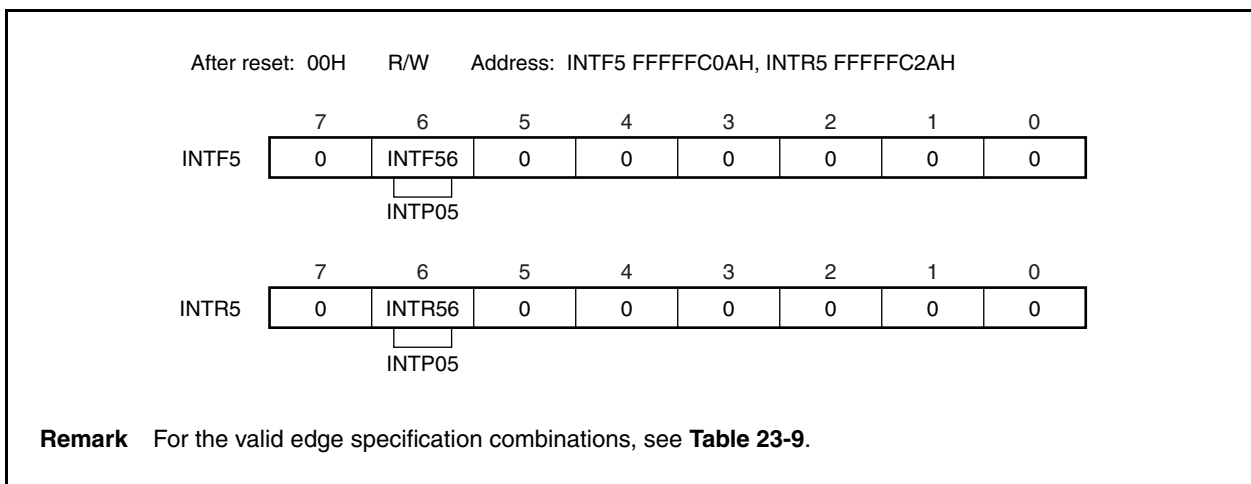 After reset: 00H R/W Address: INTF5 FFFFFC0AH, INTR5 FFFFFC2AH
7 6 5 4 3 2 1 0
INTF5 0 INTF56 0 0 0 0 0 0
INTP05
7 6 5 4 3 2 1 0
INTR5 0 INTR56 0 0 0 0 0 0
INTP05
Remark For the valid edge specification combinations, see Table 23-9.